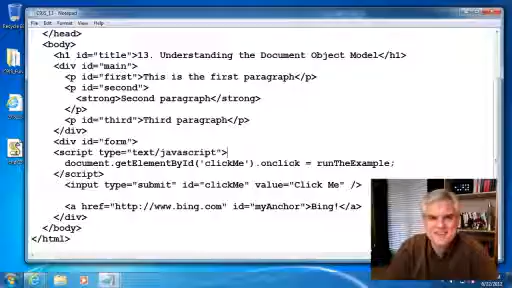 C9JS_13 - Notepad
File Edit Format View Help
</head>
<body>
<h1 id="title">13. Understanding the Document Object Model</h1>
<div id="main">
<p id="first">This is the first paragraph</p>
<p id="second">
<strong>Second paragraph</strong>
</p>
<p id="third">Third paragraph</p>
</div>
<div id="form">
<script type="text/javascript">
document.getElementById('clickMe').onclick = runTheExample;
</script>
<input type="submit" id="clickMe" value="Click Me" />
<a href="http://www.bing.com" id="myAnchor">Bing!</a>
</div>
</body>
</html>